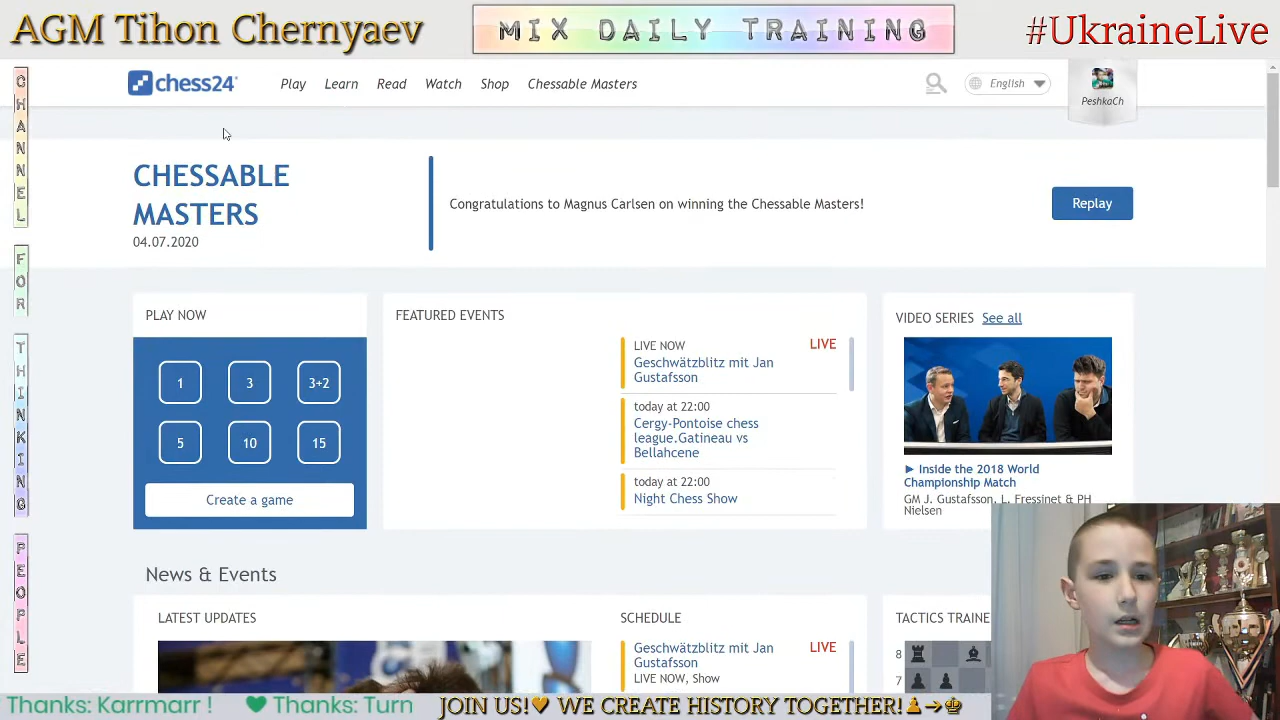 AGM Tihon Chernyaev
MIX DAILY TRAINING
#UkraineLive
CHANNEL FOR THINKING PEOPLE
chess24
Play Learn Read Watch Shop Chessable Masters
English
PeshkaCh
CHESSABLE
MASTERS
04.07.2020
Congratulations to Magnus Carlsen on winning the Chessable Masters!
Replay
PLAY NOW
1 3 3+2
5 10 15
Create a game
FEATURED EVENTS
LIVE NOW LIVE
Geschwätzblitz mit Jan
Gustafsson
today at 22:00
Cergy-Pontoise chess
league.Gatineau vs
Bellahcene
today at 22:00
Night Chess Show
VIDEO SERIES See all
Inside the 2018 World
Championship Match
GM J. Gustafsson, L. Fressinet & PH
Nielsen
News & Events
LATEST UPDATES
SCHEDULE
Geschwätzblitz mit Jan LIVE
Gustafsson
LIVE NOW, Show
TACTICS TRAINE
8
7
Thanks: Karrmarr ! Thanks: Turn
JOIN US! WE CREATE HISTORY TOGETHER!